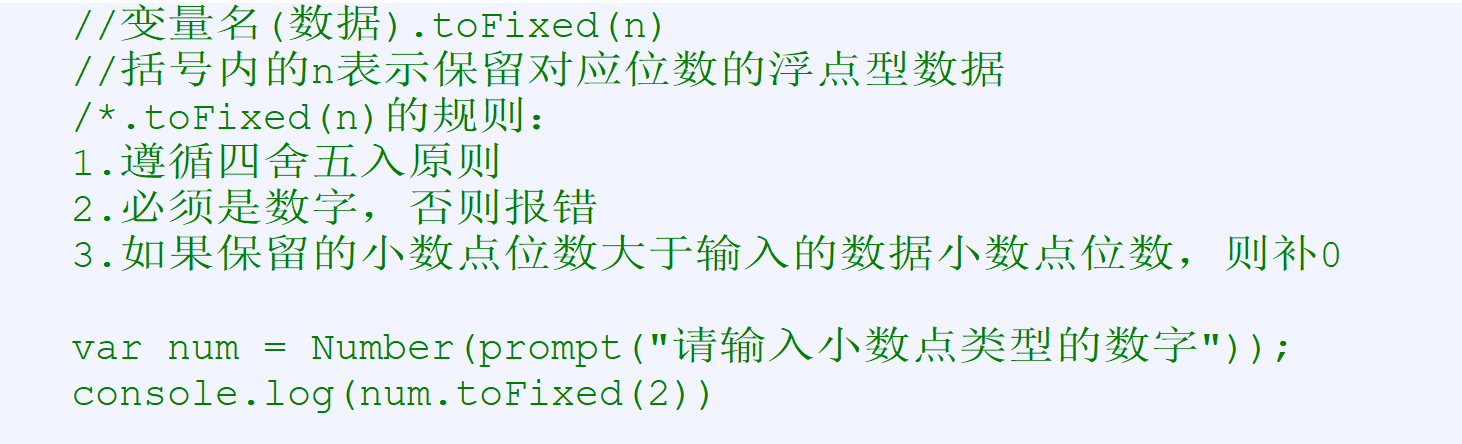 //变量名(数据).toFixed(n)
//括号内的n表示保留对应位数的浮点型数据
/*.toFixed(n)的规则：
1.遵循四舍五入原则
2.必须是数字，否则报错
3.如果保留的小数点位数大于输入的数据小数点位数，则补0
var num = Number(prompt("请输入小数点类型的数字"));
console.log(num.toFixed(2))